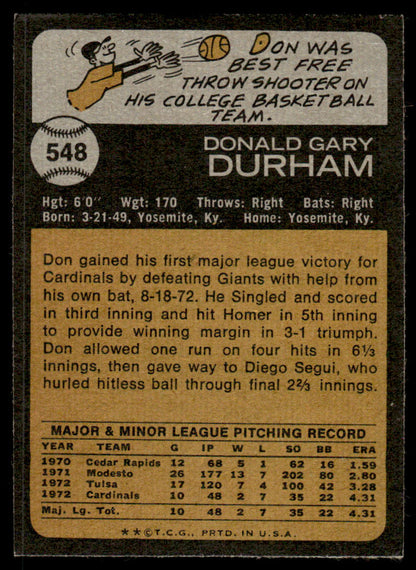 DON WAS
BEST FREE
THROW SHOOTER ON
HIS COLLEGE BASKETBALL
TEAM.
548
DONALD GARY
DURHAM
Hgt: 6'0" Wgt: 170 Throws: Right Bats: Right
Born: 3-21-49, Yosemite, Ky. Home: Yosemite, Ky.
Don gained his first major league victory for
Cardinals by defeating Giants with help from
his own bat, 8-18-72. He Singled and scored
in third inning and hit Homer in 5th inning
to provide winning margin in 3-1 triumph.
Don allowed one run on four hits in 6⅓
innings, then gave way to Diego Segui, who
hurled hitless ball through final 2⅔ innings.
MAJOR & MINOR LEAGUE PITCHING RECORD
YEAR TEAM G IP W L SO BB ERA
1970 Cedar Rapids 12 68 5 1 62 16 1.59
1971 Modesto 26 177 13 7 202 80 2.80
1972 Tulsa 17 120 7 4 100 42 3.28
1972 Cardinals 10 48 2 7 35 22 4.31
Maj. Lg. Tot. 10 48 2 7 35 22 4.31
**©T.C.G., PRTD. IN U.S.A.